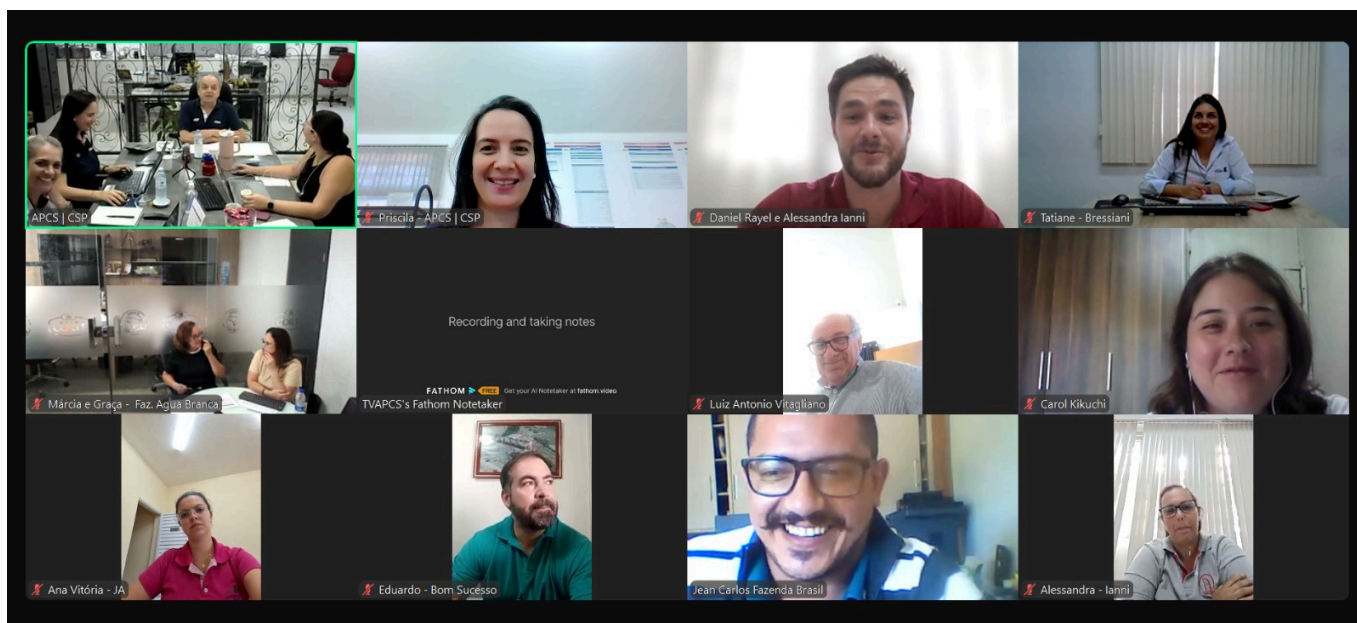 APCS | CSP
Priscila - APCS | CSP
Daniel Rayel e Alessandra Ianni
Tatiane - Bressiani
Márcia e Graça - Faz. Agua Branca
Recording and taking notes
FATHOM FREE Get your AI Notetaker at fathom.video
TVAPCS's Fathom Notetaker
Luiz Antonio Vitagliano
Carol Kikuchi
Ana Vitória - JA
Eduardo - Bom Sucesso
Jean Carlos Fazenda Brasil
Alessandra - Ianni